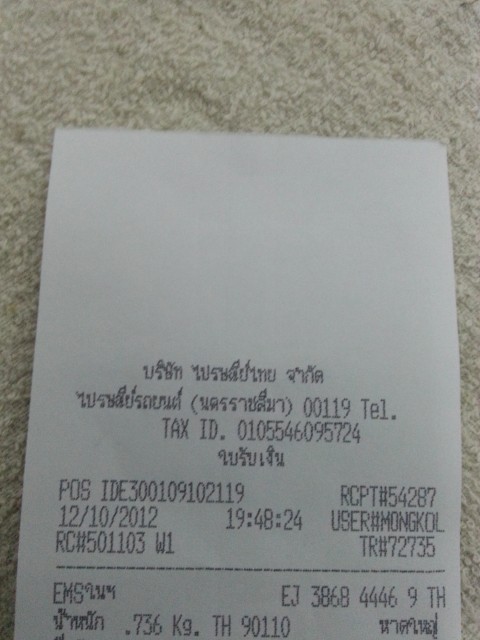 บริษัท ไปรษณีย์ไทย จำกัด
ไปรษณีย์รถยนต์ (นครราชสีมา) 00119 Tel.
TAX ID. 0105546095724
ใบรับเงิน
POS IDE300109102119 RCPT#54287
12/10/2012 19:48:24 USER#MONGKOL
RC#501103 W1 TR#72735
EMSในฯ EJ 3868 4446 9 TH
น้ำหนัก .736 Kg. TH 90110 หาดใหญ่